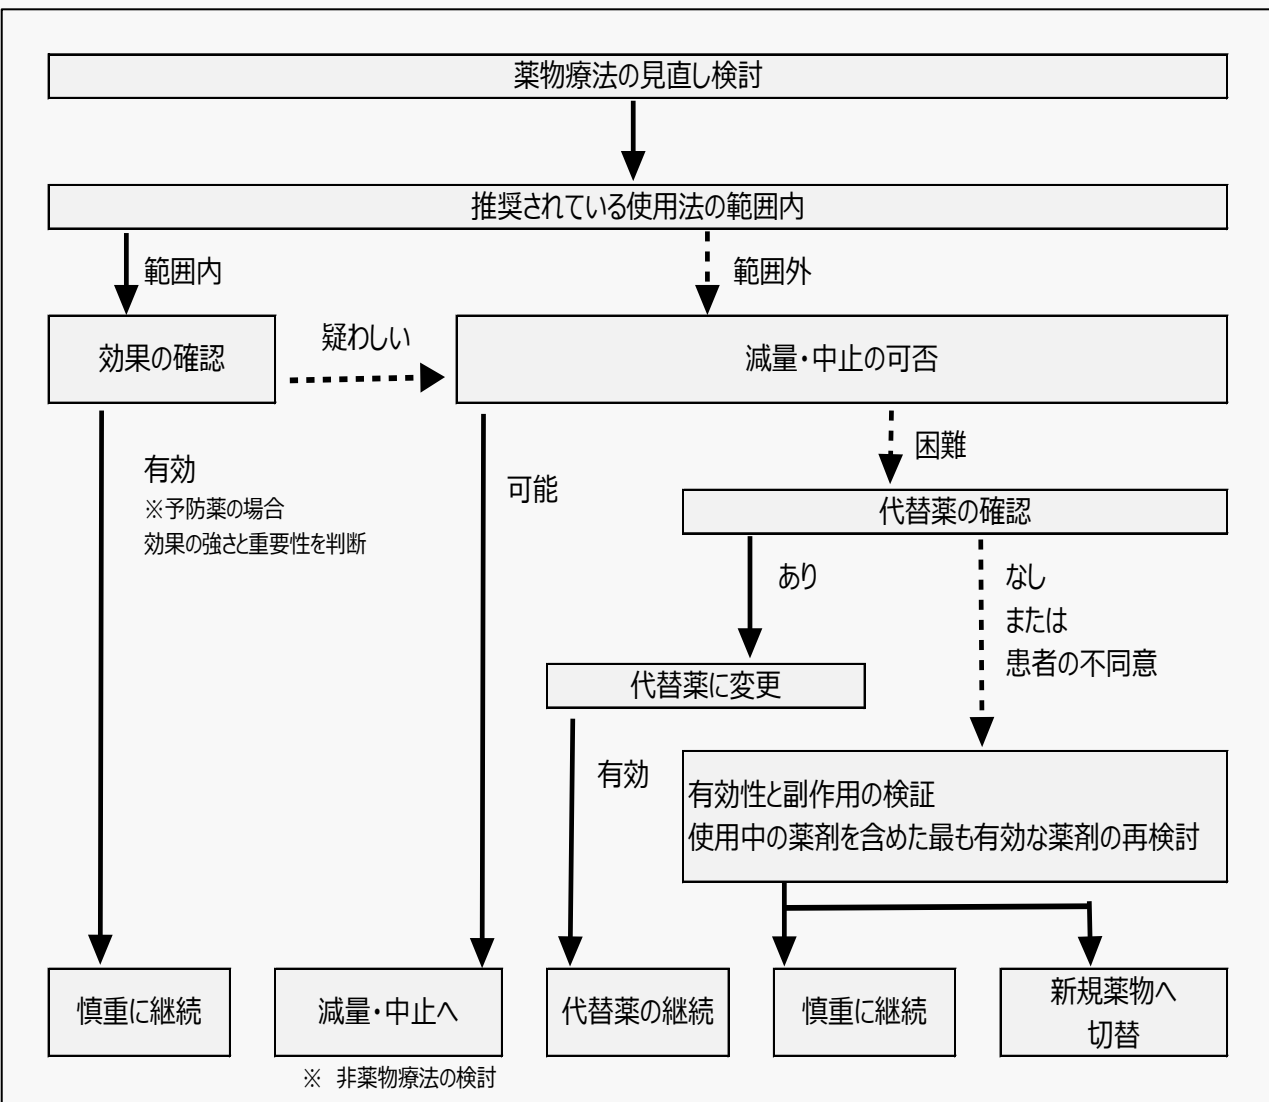 薬物療法の見直し検討
推奨されている使用法の範囲内
範囲内
範囲外
効果の確認
疑わしい
減量・中止の可否
有効
※予防薬の場合
効果の強さと重要性を判断
可能
困難
代替薬の確認
あり
なし
または
患者の不同意
代替薬に変更
有効
有効性と副作用の検証
使用中の薬剤を含めた最も有効な薬剤の再検討
慎重に継続
減量・中止へ
代替薬の継続
慎重に継続
新規薬物へ
切替
※ 非薬物療法の検討